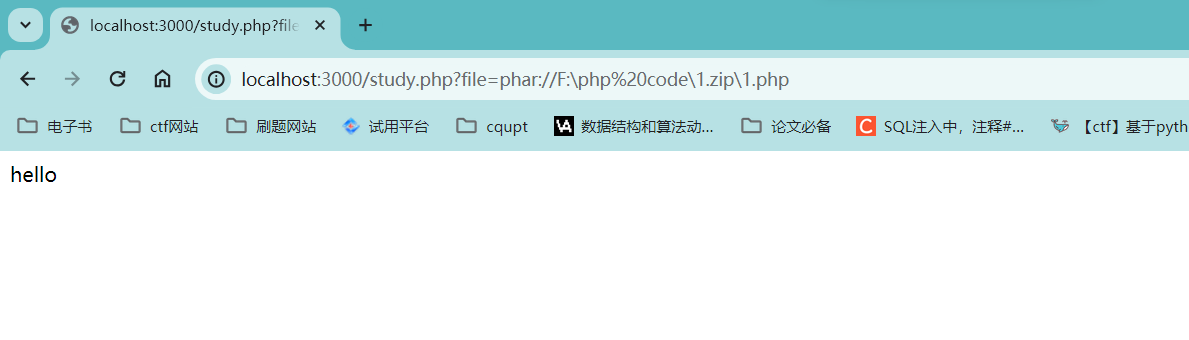 localhost:3000/study.php?file
localhost:3000/study.php?file=phar://F:\php%20code\1.zip\1.php
电子书 ctf网站 刷题网站 试用平台 cqupt 数据结构和算法动... 论文必备 SQL注入中，注释#... 【ctf】基于pyth
hello